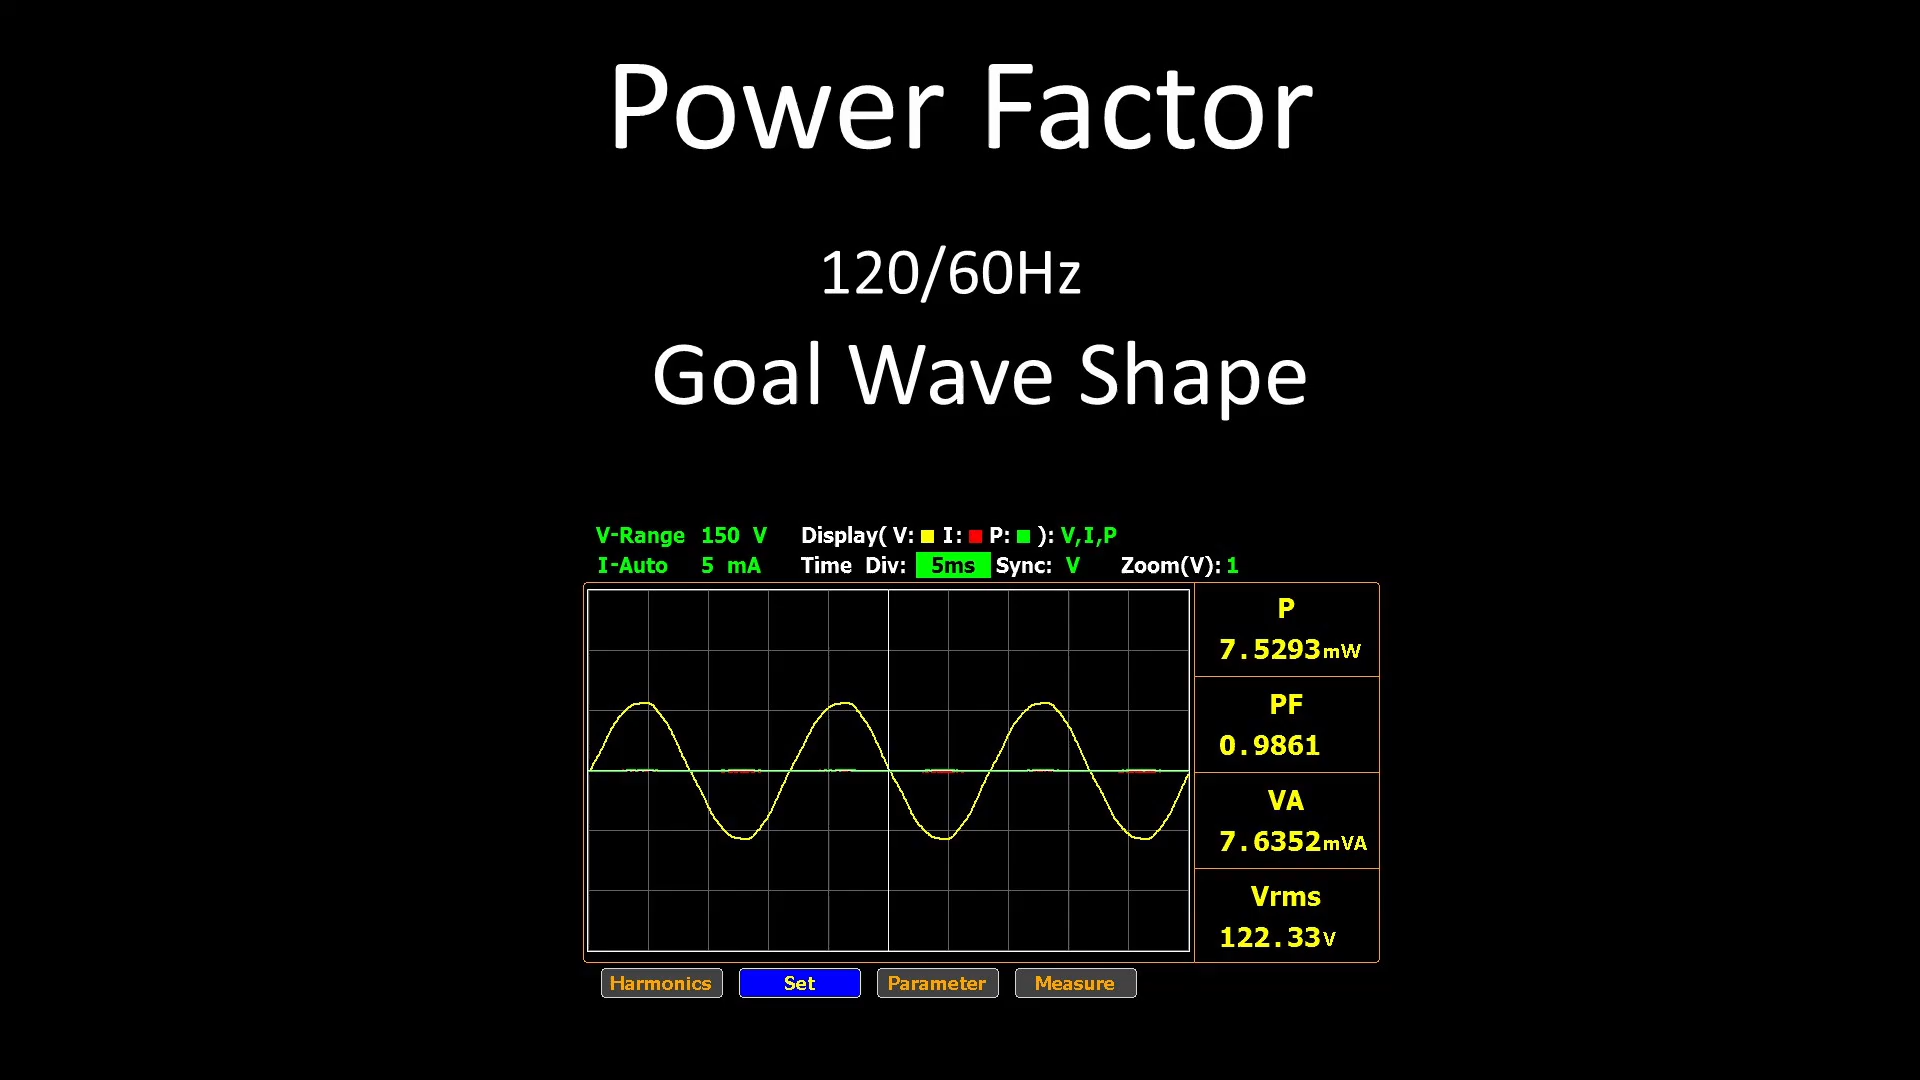 Power Factor
120/60Hz
Goal Wave Shape
V-Range 150 V Display( V: I: P: ): V,I,P
I-Auto 5 mA Time Div: 5ms Sync: V Zoom(V): 1
P
7.5293mW
PF
0.9861
VA
7.6352mVA
Vrms
122.33V
Harmonics Set Parameter Measure